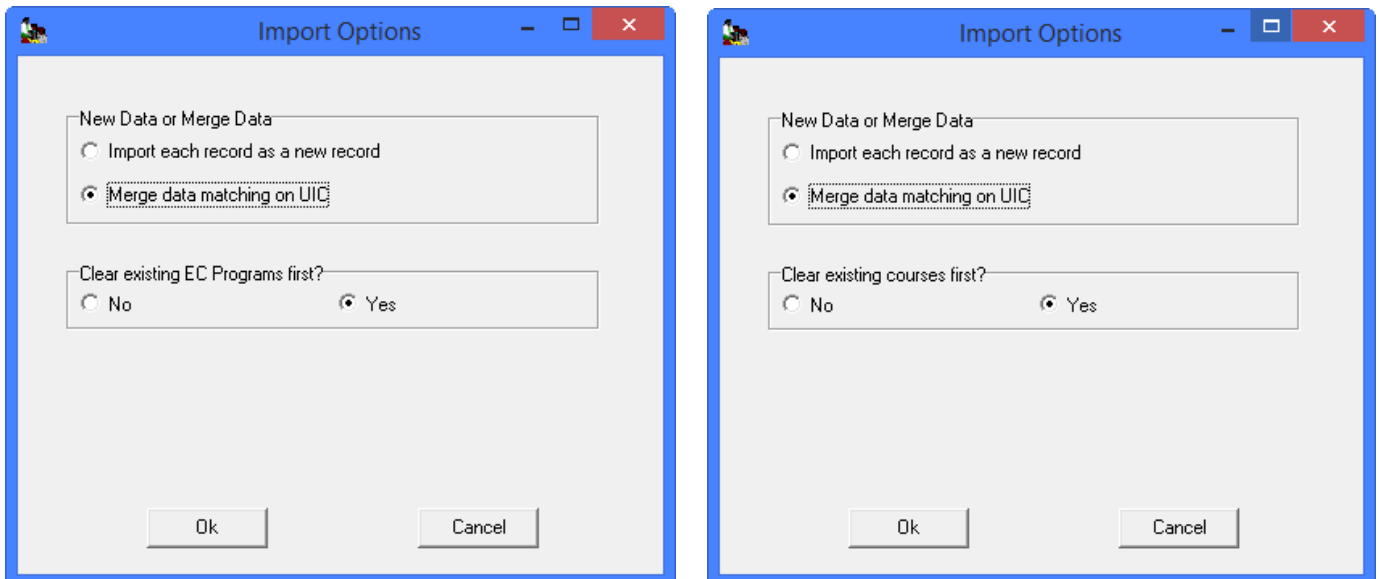 Import Options
New Data or Merge Data
Import each record as a new record
Merge data matching on UIC
Clear existing EC Programs first?
No Yes
Ok Cancel
Import Options
New Data or Merge Data
Import each record as a new record
Merge data matching on UIC
Clear existing courses first?
No Yes
Ok Cancel